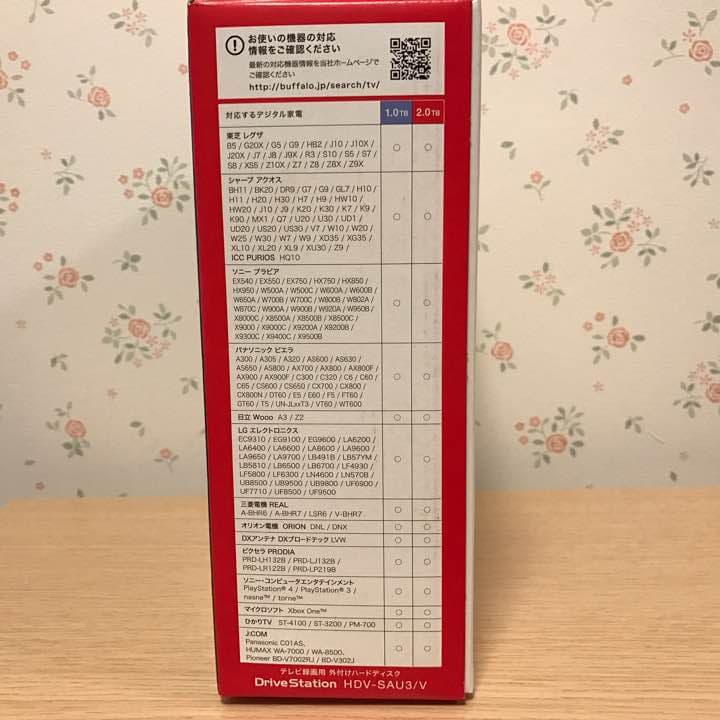 お使いの機器の対応
情報をご確認ください
最新の対応機器情報を当社ホームページで
ご確認ください
http://buffalo.jp/search/tv/
対応するデジタル家電 1.0TB 2.0TB
東芝 レグザ
B5 / G20X / G5 / G9 / HB2 / J10 / J10X /
J20X / J7 / J8 / J9X / R3 / S10 / S5 / S7 /
S8 / XS5 / Z10X / Z7 / Z8 / Z8X / Z9X
シャープ アクオス
BH11 / BK20 / DR9 / G7 / G9 / GL7 / H10 /
H11 / H20 / H30 / H7 / H9 / HW10 /
HW20 / J10 / J9 / K20 / K30 / K7 / K9 /
K90 / MX1 / Q7 / U20 / U30 / UD1 /
UD20 / US20 / US30 / V7 / W10 / W20 /
W25 / W30 / W7 / W9 / XD35 / XG35 /
XL10 / XL20 / XL9 / XU30 / Z9 /
ICC PURIOS HQ10
ソニー ブラビア
EX540 / EX550 / EX750 / HX750 / HX850 /
HX950 / W500A / W500C / W600A / W600B /
W650A / W700B / W700C / W800B / W802A /
W870C / W900A / W900B / W920A / W950B /
X8000C / X8500A / X8500B / X8500C /
X9000 / X9000C / X9200A / X9200B /
X9300C / X9400C / X9500B
パナソニック ビエラ
A300 / A305 / A320 / AS600 / AS630 /
AS650 / AS800 / AX700 / AX800 / AX800F /
AX900 / AX900F / C300 / C320 / C6 / C60 /
C65 / CS600 / CS650 / CX700 / CX800 /
CX800N / DT60 / E5 / E60 / F5 / FT60 /
GT60 / T5 / UN-JLxxT3 / VT60 / WT600
日立 Wooo A3 / Z2
LG エレクトロニクス
EC9310 / EG9100 / EG9600 / LA6200 /
LA6400 / LA6600 / LA8600 / LA9600 /
LA9650 / LA9700 / LB491B / LB57YM /
LB5810 / LB6500 / LB6700 / LF4930 /
LF5800 / LF6300 / LN4600 / LN570B /
UB8500 / UB9500 / UB9800 / UF6900 /
UF7710 / UF8500 / UF9500
三菱電機 REAL
A-BHR6 / A-BHR7 / LSR6 / V-BHR7
オリオン電機 ORION DNL / DNX
DXアンテナ DXブロードテック LVW
ピクセラ PRODIA
PRD-LH132B / PRD-LJ132B /
PRD-LR122B / PRD-LP219B
ソニー・コンピュータエンタテインメント
PlayStation® 4 / PlayStation® 3 /
nasne™ / torne™
マイクロソフト Xbox One™
ひかりTV ST-4100 / ST-3200 / PM-700
J:COM
Panasonic C01AS、
HUMAX WA-7000 / WA-8500、
Pioneer BD-V7002RJ / BD-V302J
テレビ録画用 外付けハードディスク
DriveStation HDV-SAU3/V